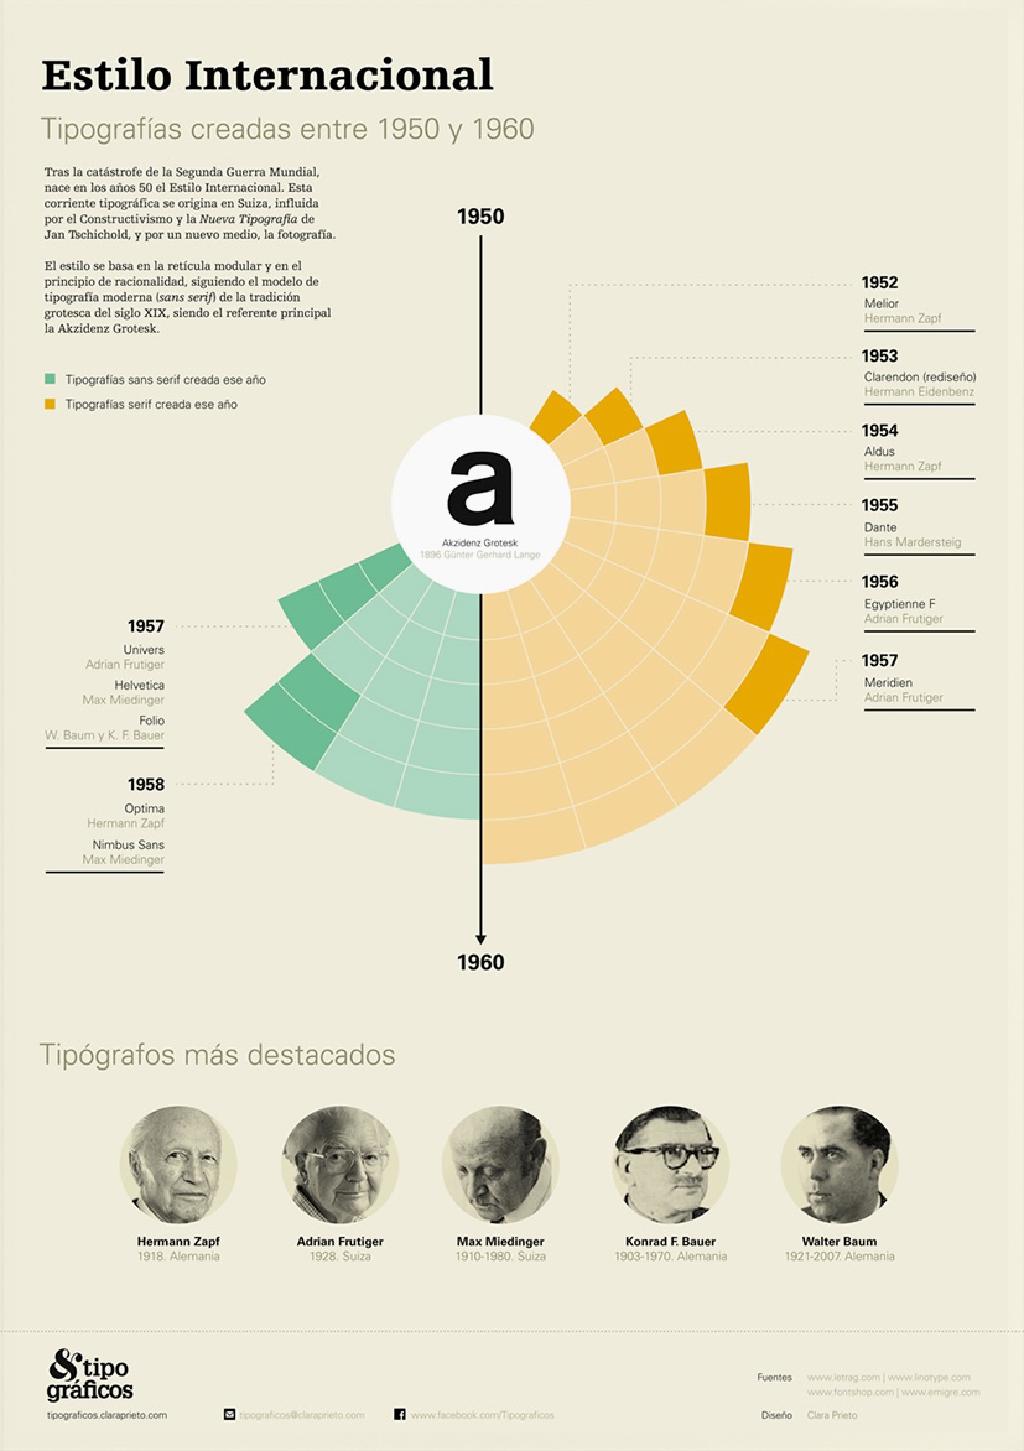 Estilo Internacional
Tipografías creadas entre 1950 y 1960
Tras la catástrofe de la Segunda Guerra Mundial,
nace en los años 50 el Estilo Internacional. Esta
corriente tipográfica se origina en Suiza, influida
por el Constructivismo y la Nueva Tipografía de
Jan Tschichold, y por un nuevo medio, la fotografía.
El estilo se basa en la retícula modular y en el
principio de racionalidad, siguiendo el modelo de
tipografía moderna (sans serif) de la tradición
grotesca del siglo XIX, siendo el referente principal
la Akzidenz Grotesk.
Tipografías sans serif creada ese año
Tipografías serif creada ese año
1950
1952
Melior
Hermann Zapf
1953
Clarendon (rediseño)
Hermann Eidenbenz
1954
Aldus
Hermann Zapf
1955
Dante
Hans Mardersteig
1956
Egyptienne F
Adrian Frutiger
1957
Meridien
Adrian Frutiger
a
Akzidenz Grotesk
1896 Günter Gerhard Lange
1957
Univers
Adrian Frutiger
Helvetica
Max Miedinger
Folio
W. Baum y K. F. Bauer
1958
Optima
Hermann Zapf
Nimbus Sans
Max Miedinger
1960
Tipógrafos más destacados
Hermann Zapf
1918. Alemania
Adrian Frutiger
1928. Suiza
Max Miedinger
1910-1980. Suiza
Konrad F. Bauer
1903-1970. Alemania
Walter Baum
1921-2007. Alemania
&tipo
gráficos
tipograficos.claraprieto.com
tipograficos@claraprieto.com
www.facebook.com/Tipograficos
Fuentes www.letrag.com | www.linotype.com
www.fontshop.com | www.emigre.com
Diseño Clara Prieto